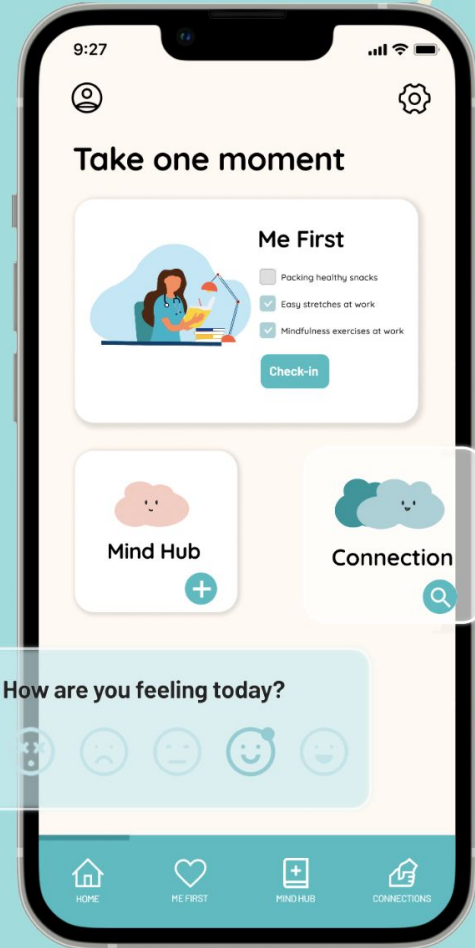 9:27
Take one moment
Me First
Packing healthy snacks
Easy stretches at work
Mindfulness exercises at work
Check-in
Mind Hub
Connection
How are you feeling today?
HOME
ME FIRST
MIND HUB
CONNECTIONS